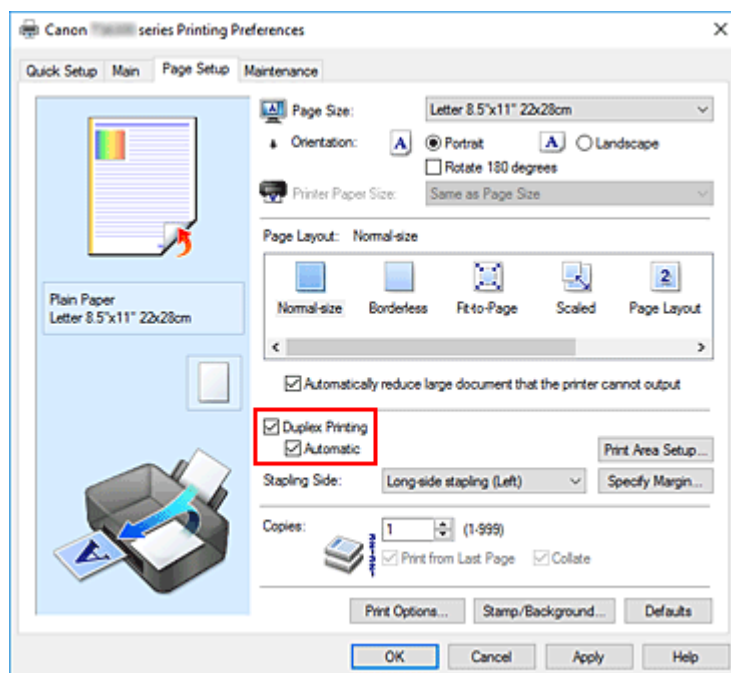 Canon series Printing Preferences
Quick Setup Main Page Setup Maintenance
Page Size: Letter 8.5"x11" 22x28cm
Orientation: A Portrait A Landscape
Rotate 180 degrees
Printer Paper Size: Same as Page Size
Page Layout: Normal-size
2
Normal-size Borderless Fit-to-Page Scaled Page Layout
Plain Paper
Letter 8.5"x11" 22x28cm
Automatically reduce large document that the printer cannot output
Duplex Printing
Automatic
Print Area Setup...
Stapling Side: Long-side stapling (Left) Specify Margin...
Copies: 1 (1-999)
Print from Last Page Collate
A
Print Options... Stamp/Background... Defaults
OK Cancel Apply Help